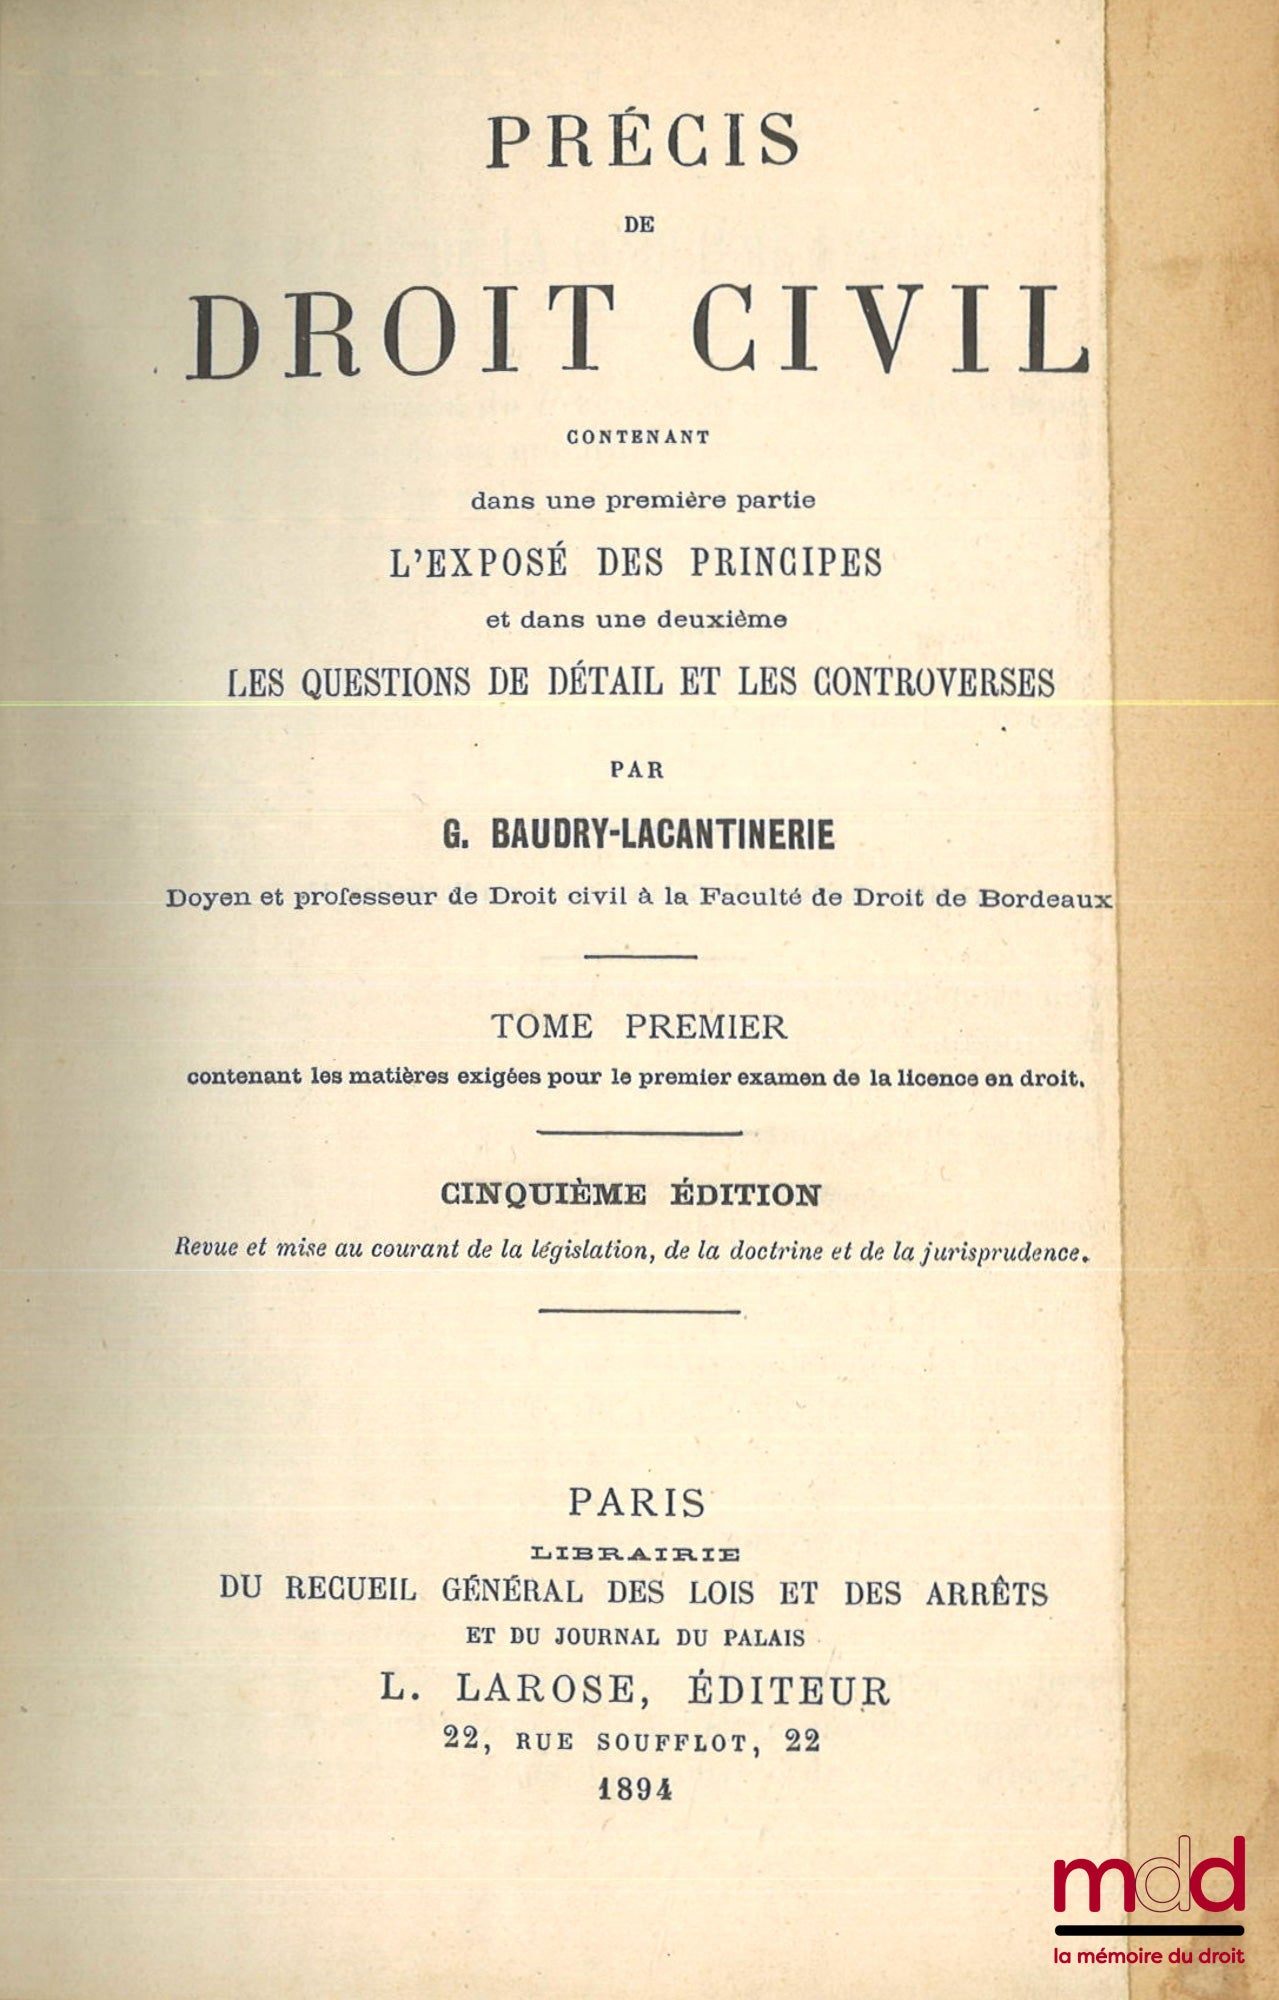 PRÉCIS
DE
DROIT CIVIL
CONTENANT
dans une première partie
L'EXPOSÉ DES PRINCIPES
et dans une deuxième
LES QUESTIONS DE DÉTAIL ET LES CONTROVERSES
PAR
G. BAUDRY-LACANTINERIE
Doyen et professeur de Droit civil à la Faculté de Droit de Bordeaux
TOME PREMIER
contenant les matières exigées pour le premier examen de la licence en droit.
CINQUIÈME ÉDITION
Revue et mise au courant de la législation, de la doctrine et de la jurisprudence.
PARIS
LIBRAIRIE
DU RECUEIL GÉNÉRAL DES LOIS ET DES ARRÊTS
ET DU JOURNAL DU PALAIS
L. LAROSE, ÉDITEUR
22, RUE SOUFFLOT, 22
1894
mdd
la mémoire du droit